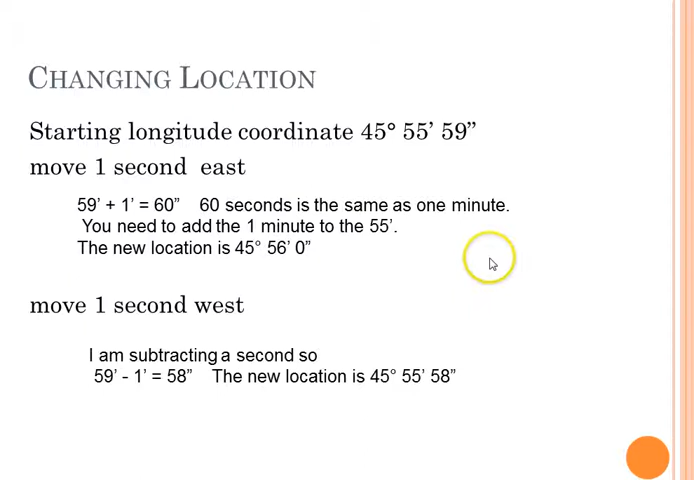 CHANGING LOCATION
Starting longitude coordinate 45° 55’ 59”
move 1 second east
59’ + 1’ = 60” 60 seconds is the same as one minute.
You need to add the 1 minute to the 55’.
The new location is 45° 56’ 0”
move 1 second west
I am subtracting a second so
59’ - 1’ = 58” The new location is 45° 55’ 58”